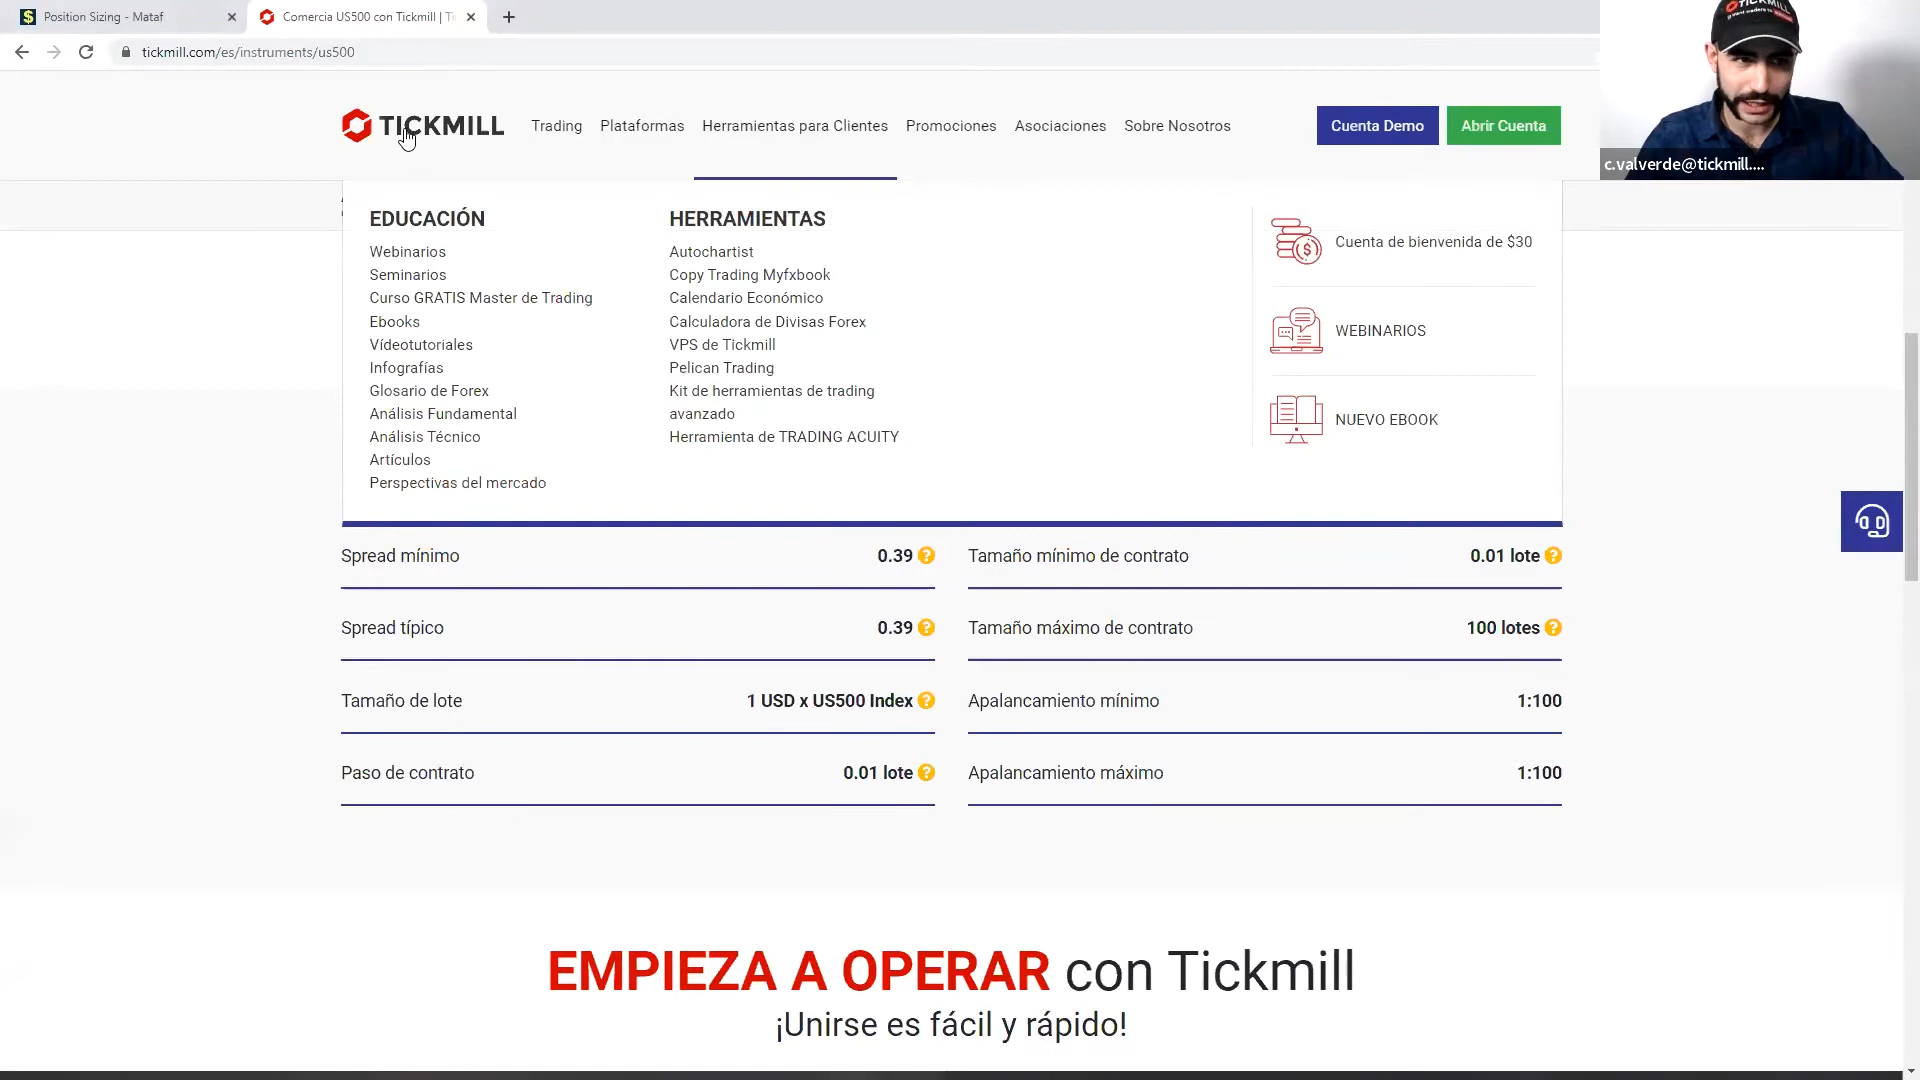 Position Sizing - Mataf
Comercia US500 con Tickmill |
tickmill.com/es/instruments/us500
TICKMILL
Trading
Plataformas
Herramientas para Clientes
Promociones
Asociaciones
Sobre Nosotros
Cuenta Demo
Abrir Cuenta
TICKMILL
c.valverde@tickmill....
EDUCACIÓN
Webinarios
Seminarios
Curso GRATIS Master de Trading
Ebooks
Vídeotutoriales
Infografías
Glosario de Forex
Análisis Fundamental
Análisis Técnico
Artículos
Perspectivas del mercado
HERRAMIENTAS
Autochartist
Copy Trading Myfxbook
Calendario Económico
Calculadora de Divisas Forex
VPS de Tickmill
Pelican Trading
Kit de herramientas de trading
avanzado
Herramienta de TRADING ACUITY
Cuenta de bienvenida de $30
WEBINARIOS
NUEVO EBOOK
Spread mínimo 0.39 ?
Tamaño mínimo de contrato 0.01 lote ?
Spread típico 0.39 ?
Tamaño máximo de contrato 100 lotes ?
Tamaño de lote 1 USD x US500 Index ?
Apalancamiento mínimo 1:100
Paso de contrato 0.01 lote ?
Apalancamiento máximo 1:100
EMPIEZA A OPERAR con Tickmill
¡Unirse es fácil y rápido!